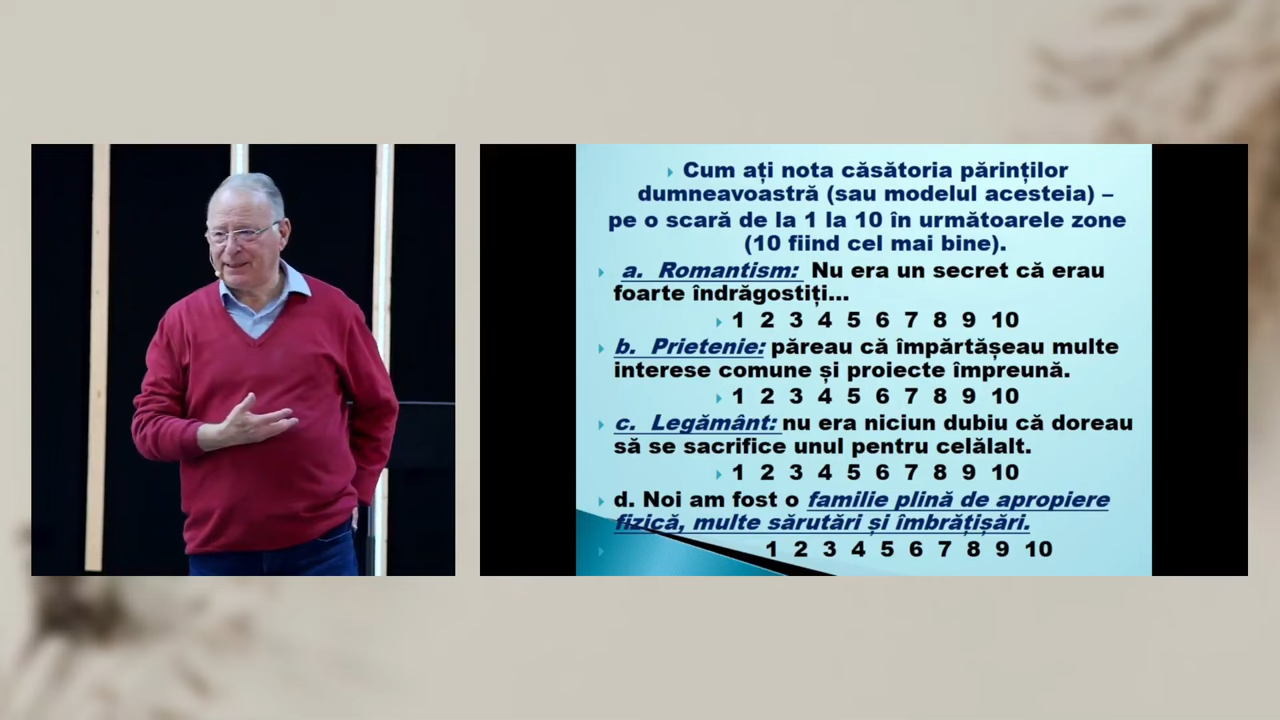 Cum ați nota căsătoria părinților
dumneavoastră (sau modelul acesteia) –
pe o scară de la 1 la 10 în următoarele zone
(10 fiind cel mai bine).
a. Romantism: Nu era un secret că erau
foarte îndrăgostiți...
1 2 3 4 5 6 7 8 9 10
b. Prietenie: păreau că împărtășeau multe
interese comune și proiecte împreună.
1 2 3 4 5 6 7 8 9 10
c. Legământ: nu era niciun dubiu că doreau
să se sacrifice unul pentru celălalt.
1 2 3 4 5 6 7 8 9 10
d. Noi am fost o familie plină de apropiere
fizică, multe sărutări și îmbrățișări.
1 2 3 4 5 6 7 8 9 10